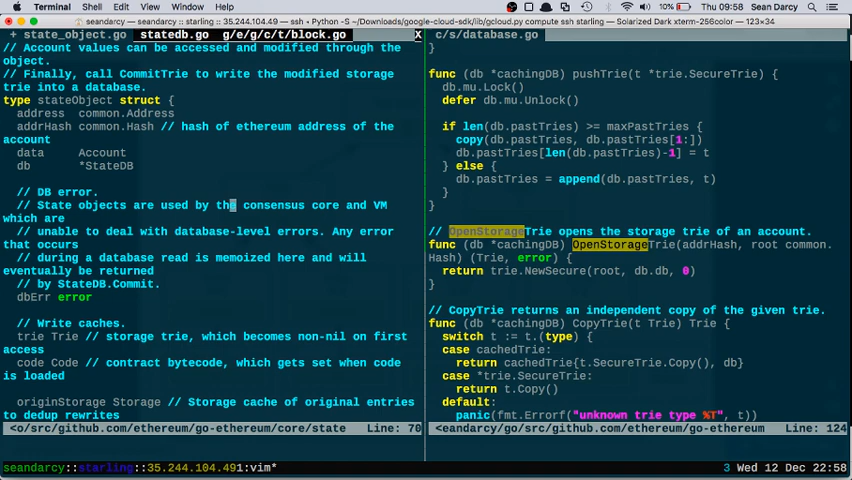 iTerm2 Shell Edit View Window Help 10% Thu 09:58 Sean Darcy
seandarcy — seandarcy :: starling :: 35.244.104.49 — ssh ◂ Python -S ~/Downloads/google-cloud-sdk/lib/gcloud.py compute ssh starling — Solarized Dark xterm-256color — 123×34
+ state_object.go statedb.go g/e/g/c/t/block.go X
// Account values can be accessed and modified through the
object.
// Finally, call CommitTrie to write the modified storage
trie into a database.
type stateObject struct {
address common.Address
addrHash common.Hash // hash of ethereum address of the
account
data Account
db *StateDB
// DB error.
// State objects are used by the consensus core and VM
which are
// unable to deal with database-level errors. Any error
that occurs
// during a database read is memoized here and will
eventually be returned
// by StateDB.Commit.
dbErr error
// Write caches.
trie Trie // storage trie, which becomes non-nil on first
access
code Code // contract bytecode, which gets set when code
is loaded
originStorage Storage // Storage cache of original entries
to dedup rewrites
<o/src/github.com/ethereum/go-ethereum/core/state Line: 70
c/s/database.go
}
func (db *cachingDB) pushTrie(t *trie.SecureTrie) {
db.mu.Lock()
defer db.mu.Unlock()
if len(db.pastTries) >= maxPastTries {
copy(db.pastTries, db.pastTries[1:])
db.pastTries[len(db.pastTries)-1] = t
} else {
db.pastTries = append(db.pastTries, t)
}
}
// OpenStorageTrie opens the storage trie of an account.
func (db *cachingDB) OpenStorageTrie(addrHash, root common.
Hash) (Trie, error) {
return trie.NewSecure(root, db.db, 0)
}
// CopyTrie returns an independent copy of the given trie.
func (db *cachingDB) CopyTrie(t Trie) Trie {
switch t := t.(type) {
case cachedTrie:
return cachedTrie{t.SecureTrie.Copy(), db}
case *trie.SecureTrie:
return t.Copy()
default:
panic(fmt.Errorf("unknown trie type %T", t))
<eandarcy/go/src/github.com/ethereum/go-ethereum Line: 124
seandarcy::starling::35.244.104.491:vim* 3 Wed 12 Dec 22:58